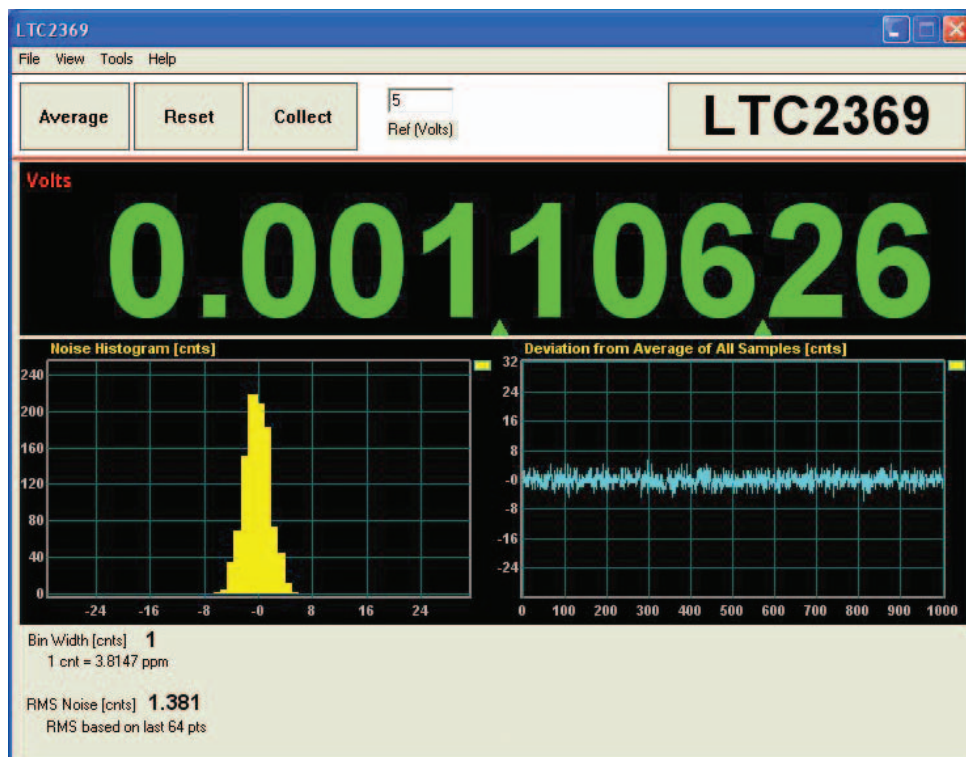 LTC2369
File View Tools Help
Average Reset Collect
5
Ref (Volts)
LTC2369
Volts
0.00110626
Noise Histogram [cnts]
240
200
160
120
80
40
0
-24 -16 -8 -0 8 16 24
Deviation from Average of All Samples [cnts]
32
24
16
8
-0
-8
-16
-24
0 100 200 300 400 500 600 700 800 900 1000
Bin Width [cnts] 1
1 cnt = 3.8147 ppm
RMS Noise [cnts] 1.381
RMS based on last 64 pts